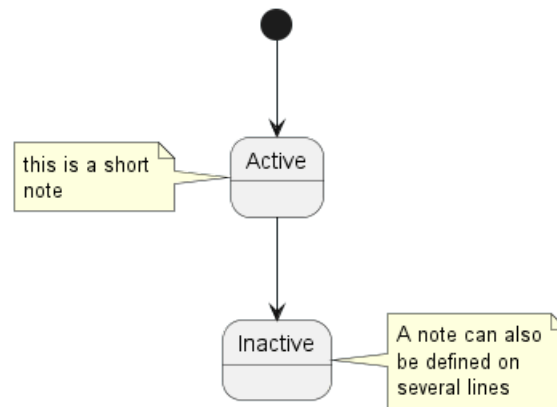 this is a short
note
Active
Inactive
A note can also
be defined on
several lines